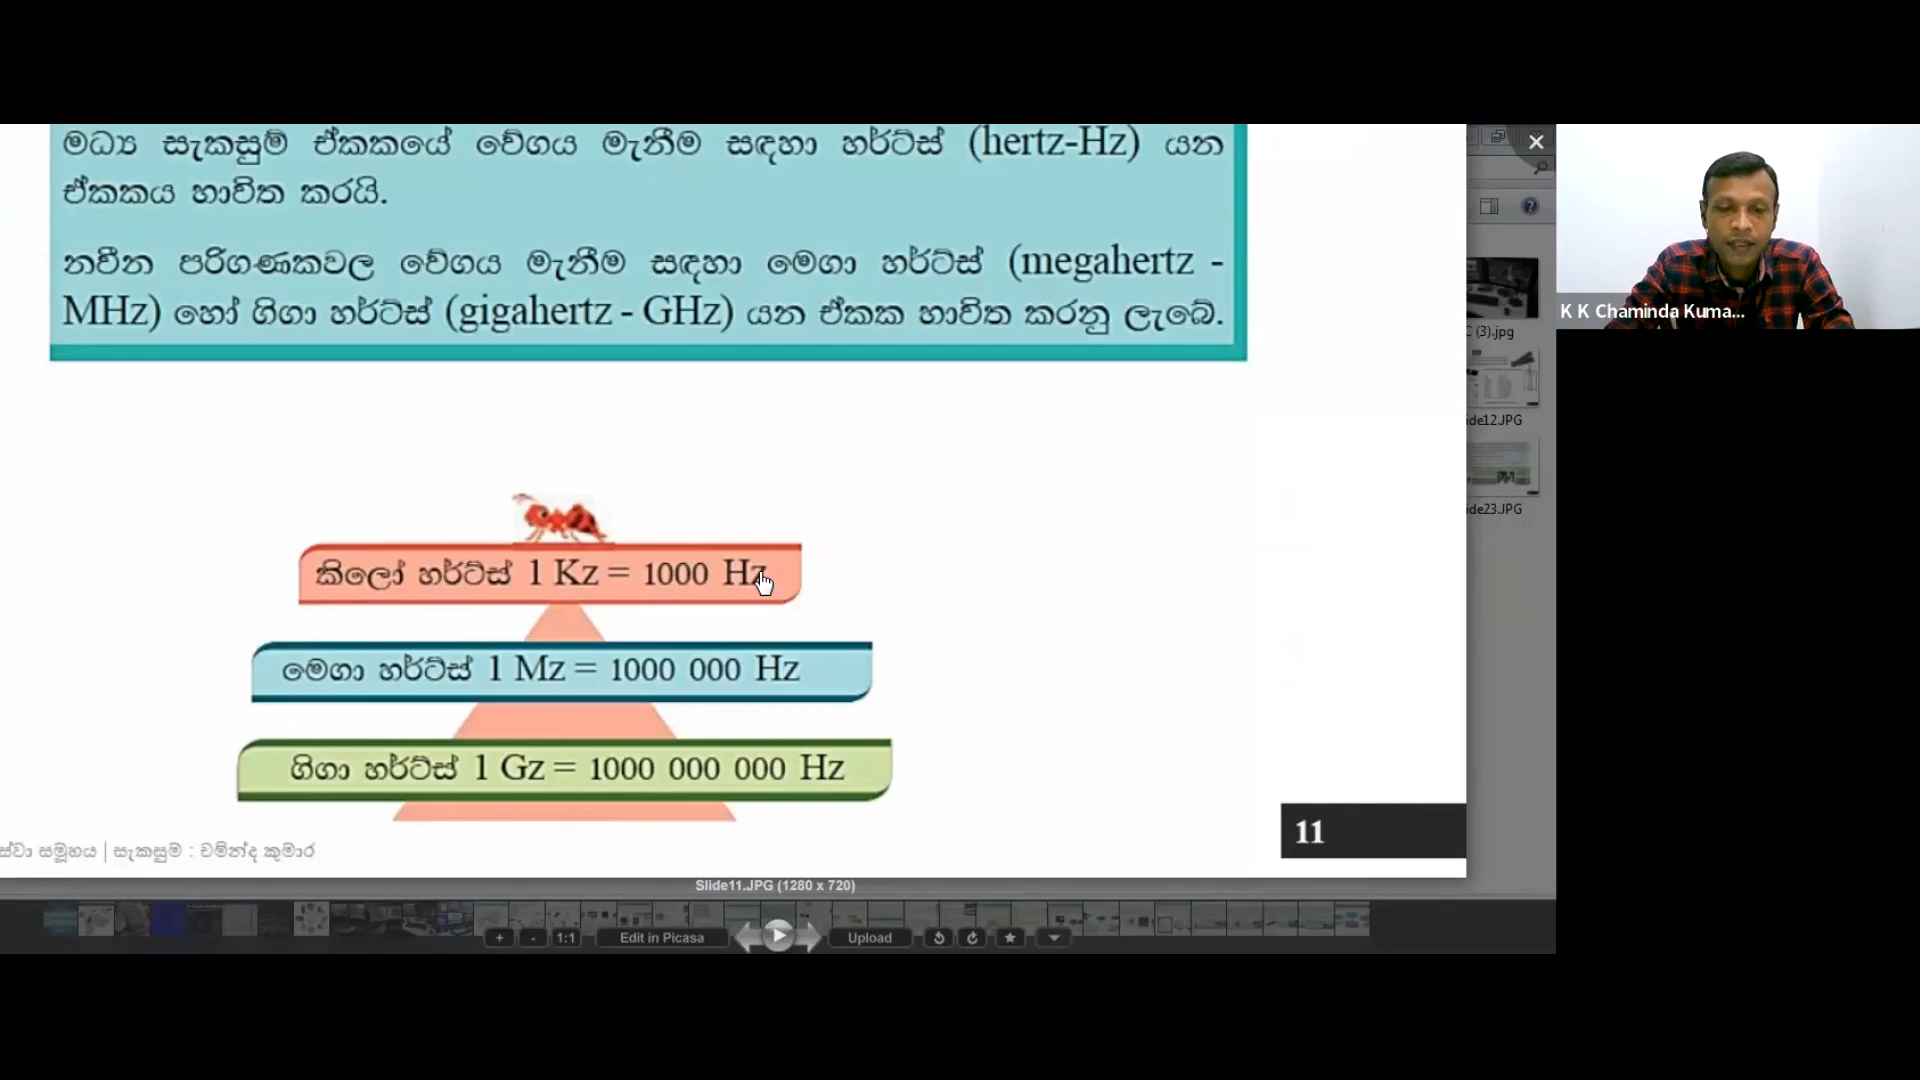 මධ්‍ය සැකසුම් ඒකකයේ වේගය මැනීම සඳහා හර්ට්ස් (hertz-Hz) යන
ඒකකය භාවිත කරයි.
නවීන පරිගණකවල වේගය මැනීම සඳහා මෙගා හර්ට්ස් (megahertz -
MHz) හෝ ගිගා හර්ට්ස් (gigahertz - GHz) යන ඒකක භාවිත කරනු ලැබේ.
කිලෝ හර්ට්ස් 1 Kz = 1000 Hz
මෙගා හර්ට්ස් 1 Mz = 1000 000 Hz
ගිගා හර්ට්ස් 1 Gz = 1000 000 000 Hz
ස්වා සමූහය | සැකසුම : චමින්ද කුමාර
11
Slide11.JPG (1280 x 720)
+ - 1:1 Edit in Picasa Upload
K K Chaminda Kuma...
C (3).jpg
ide12.JPG
ide23.JPG